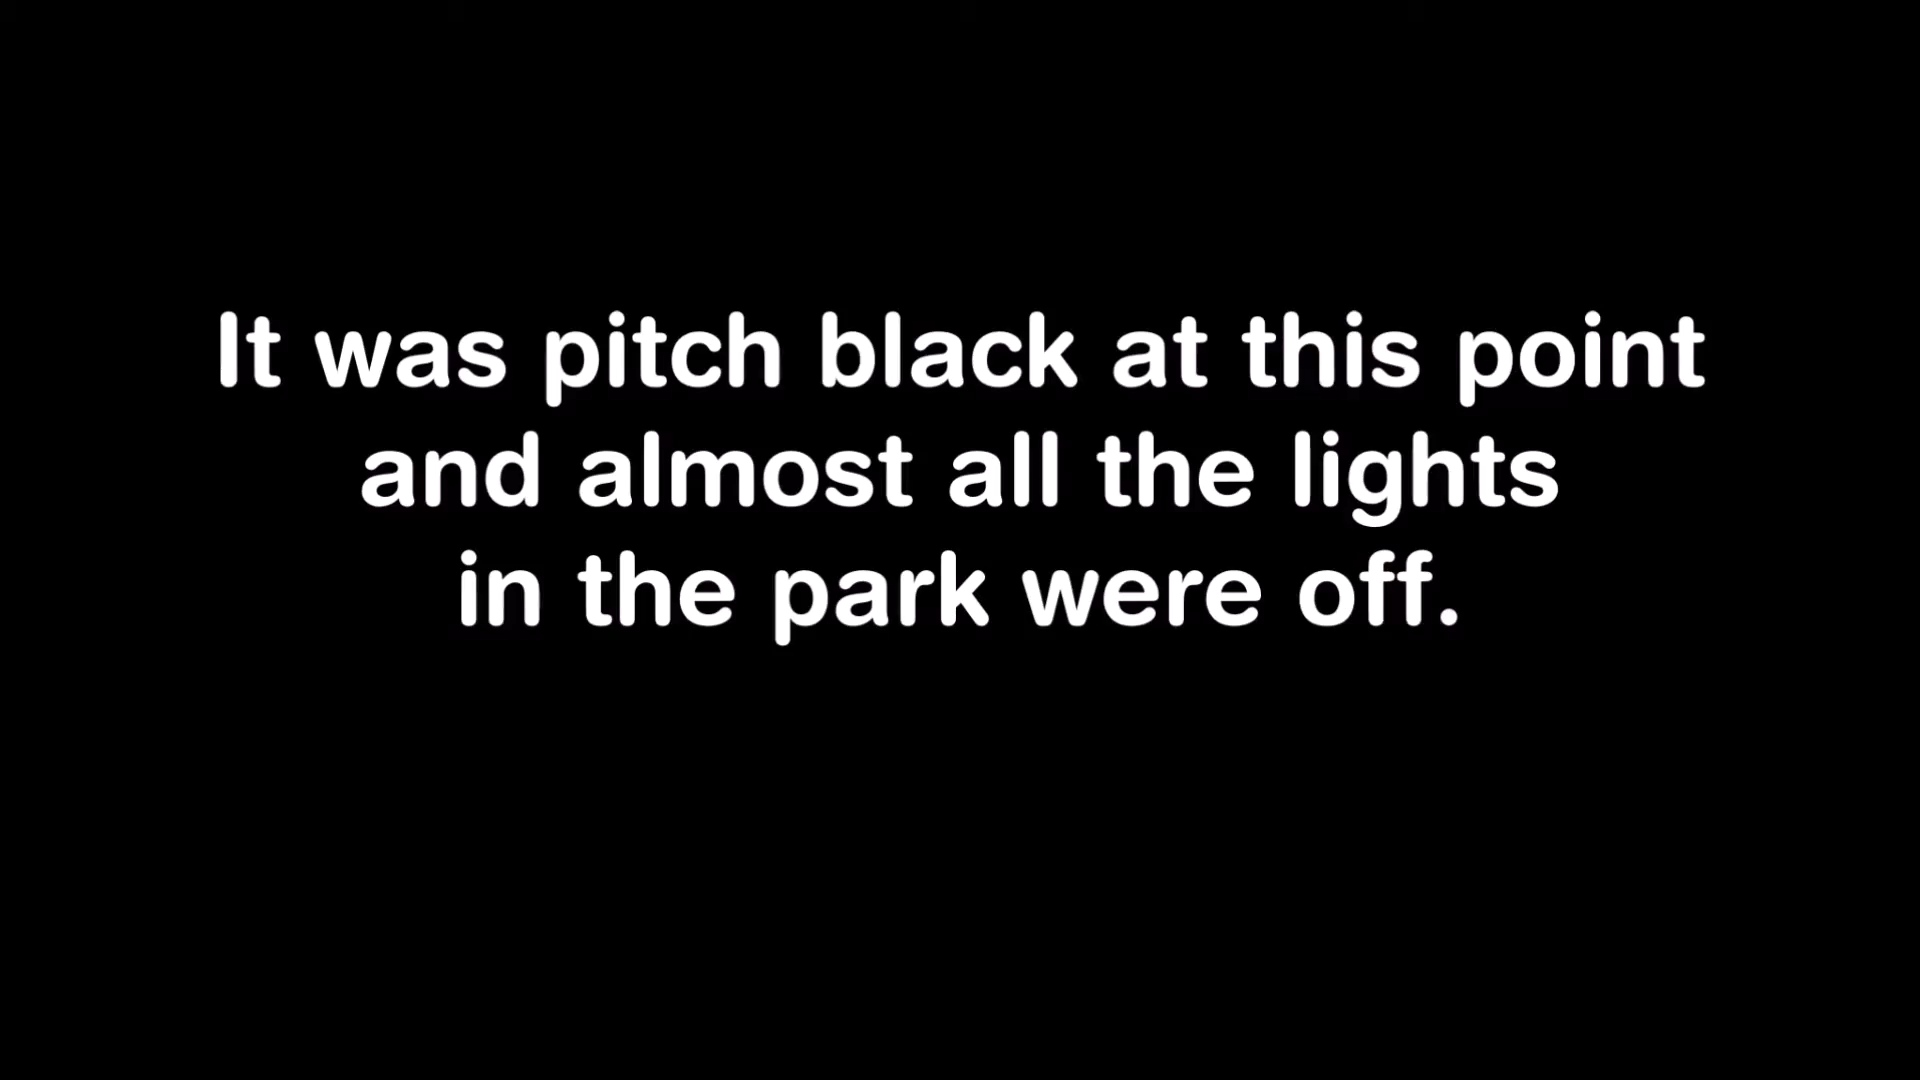 It was pitch black at this point
and almost all the lights
in the park were off.